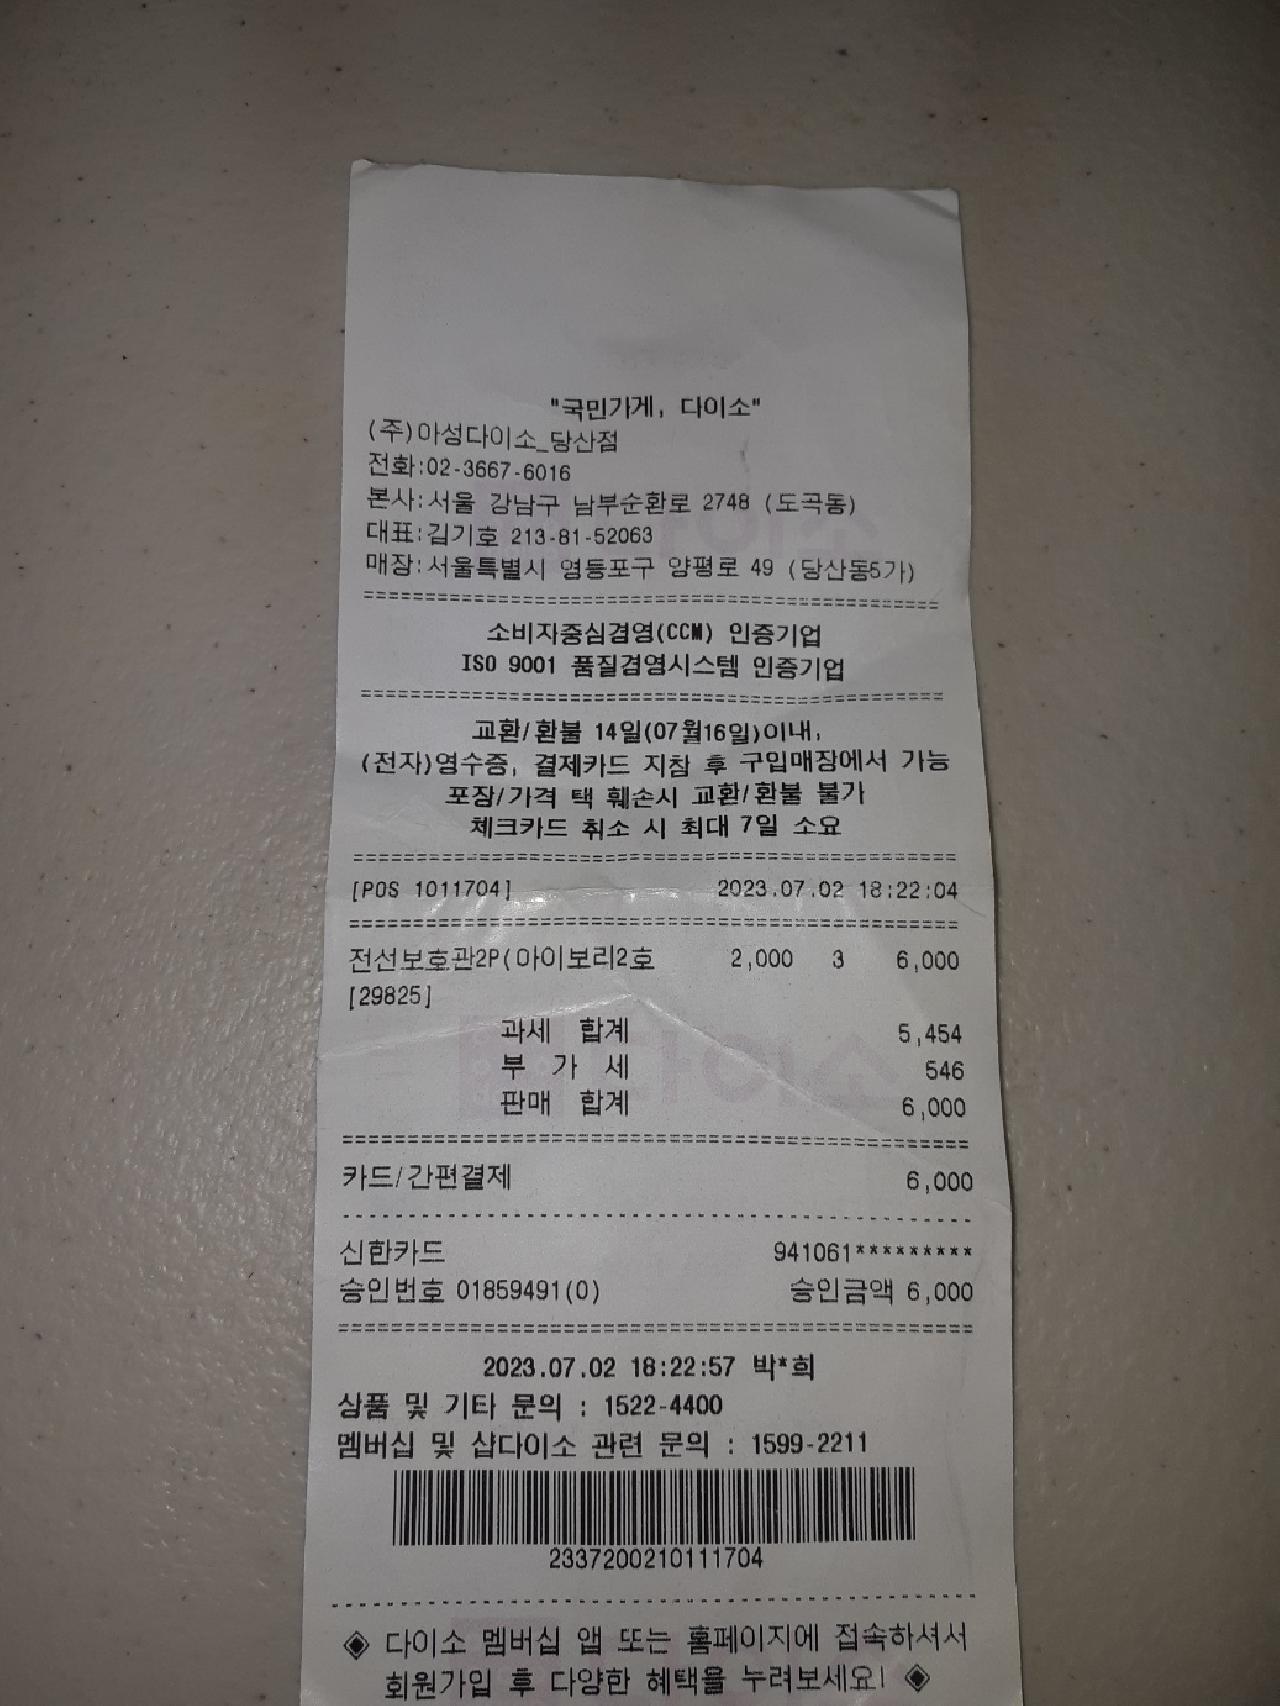 "국민가게, 다이소"
(주)아성다이소_당산점
전화:02-3667-6016
본사:서울 강남구 남부순환로 2748 (도곡동)
대표:김기호 213-81-52063
매장:서울특별시 영등포구 양평로 49 (당산동5가)
================================================
소비자중심경영(CCM) 인증기업
ISO 9001 품질경영시스템 인증기업
================================================
교환/환불 14일(07월16일)이내,
(전자)영수증, 결제카드 지참 후 구입매장에서 가능
포장/가격 택 훼손시 교환/환불 불가
체크카드 취소 시 최대 7일 소요
================================================
[POS 1011704] 2023.07.02 18:22:04
================================================
전선보호관2P(아이보리2호 2,000 3 6,000
[29825]
과세 합계 5,454
부 가 세 546
판매 합계 6,000
================================================
카드/간편결제 6,000
------------------------------------------------
신한카드 941061*********
승인번호 01859491(0) 승인금액 6,000
================================================
2023.07.02 18:22:57 박*희
상품 및 기타 문의 : 1522-4400
멤버십 및 샵다이소 관련 문의 : 1599-2211
2337200210111704
------------------------------------------------
◈ 다이소 멤버십 앱 또는 홈페이지에 접속하셔서
회원가입 후 다양한 혜택을 누려보세요! ◈